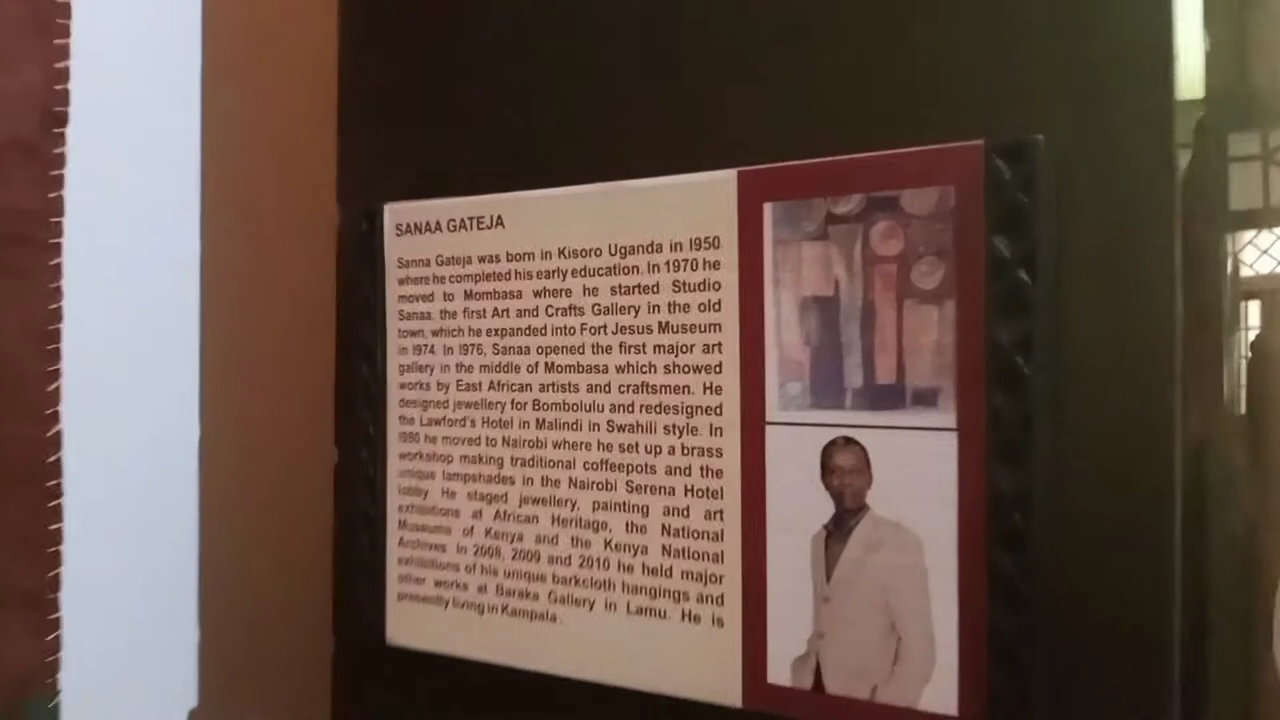 SANAA GATEJA
Sanna Gateja was born in Kisoro Uganda in I950
where he completed his early education. In 1970 he
moved to Mombasa where he started Studio
Sanaa, the first Art and Crafts Gallery in the old
town, which he expanded into Fort Jesus Museum
in I974. In I976, Sanaa opened the first major art
gallery in the middle of Mombasa which showed
works by East African artists and craftsmen. He
designed jewellery for Bombolulu and redesigned
the Lawford's Hotel in Malindi in Swahili style. In
he moved to Nairobi where he set up a brass
workshop making traditional coffeepots and the
unique lampshades in the Nairobi Serena Hotel
lobby. He staged jewellery, painting and art
exhibitions at African Heritage, the National
Museums of Kenya and the Kenya National
Archives. In 2008, 2009 and 2010 he held major
exhibitions of his unique barkcloth hangings and
other works at Baraka Gallery in Lamu. He is
presently living in Kampala.